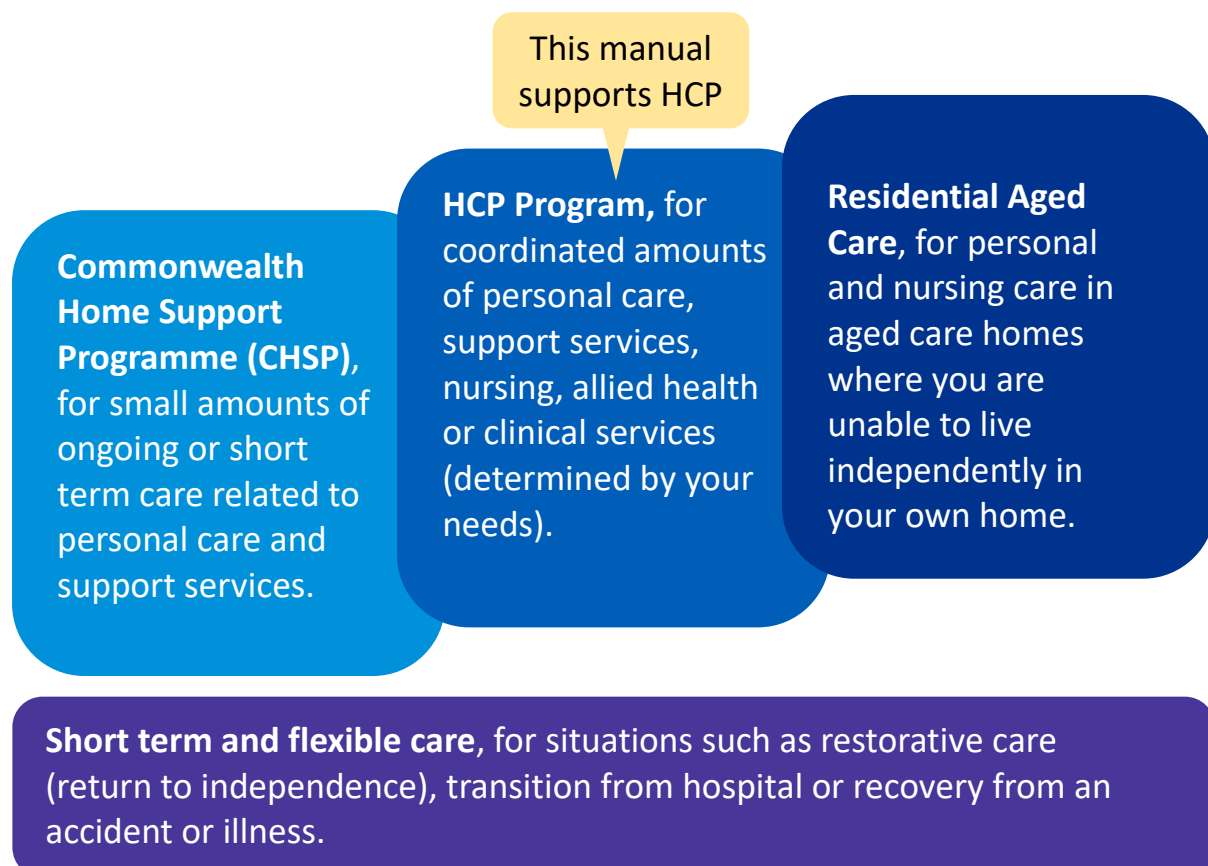 This manual
supports HCP
Commonwealth
Home Support
Programme (CHSP),
for small amounts of
ongoing or short
term care related to
personal care and
support services.
HCP Program, for
coordinated amounts
of personal care,
support services,
nursing, allied health
or clinical services
(determined by your
needs).
Residential Aged
Care, for personal
and nursing care in
aged care homes
where you are
unable to live
independently in
your own home.
Short term and flexible care, for situations such as restorative care
(return to independence), transition from hospital or recovery from an
accident or illness.